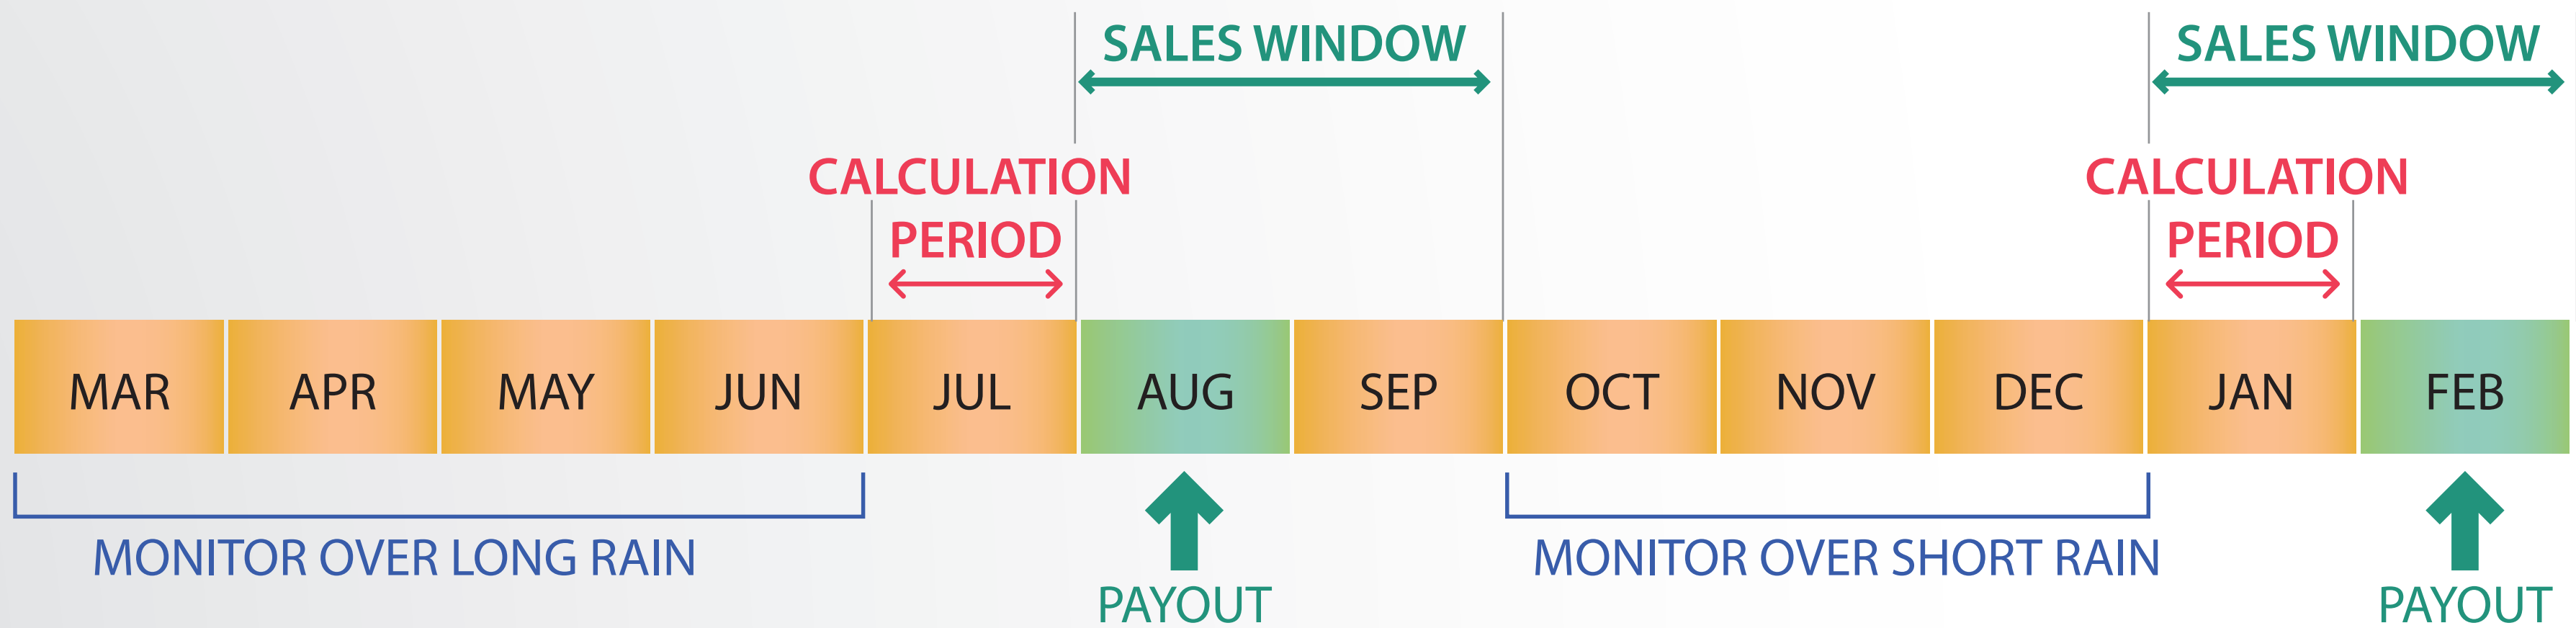 SALES WINDOW
SALES WINDOW
CALCULATION
PERIOD
CALCULATION
PERIOD
MAR
APR
MAY
JUN
JUL
AUG
SEP
OCT
NOV
DEC
JAN
FEB
MONITOR OVER LONG RAIN
MONITOR OVER SHORT RAIN
PAYOUT
PAYOUT